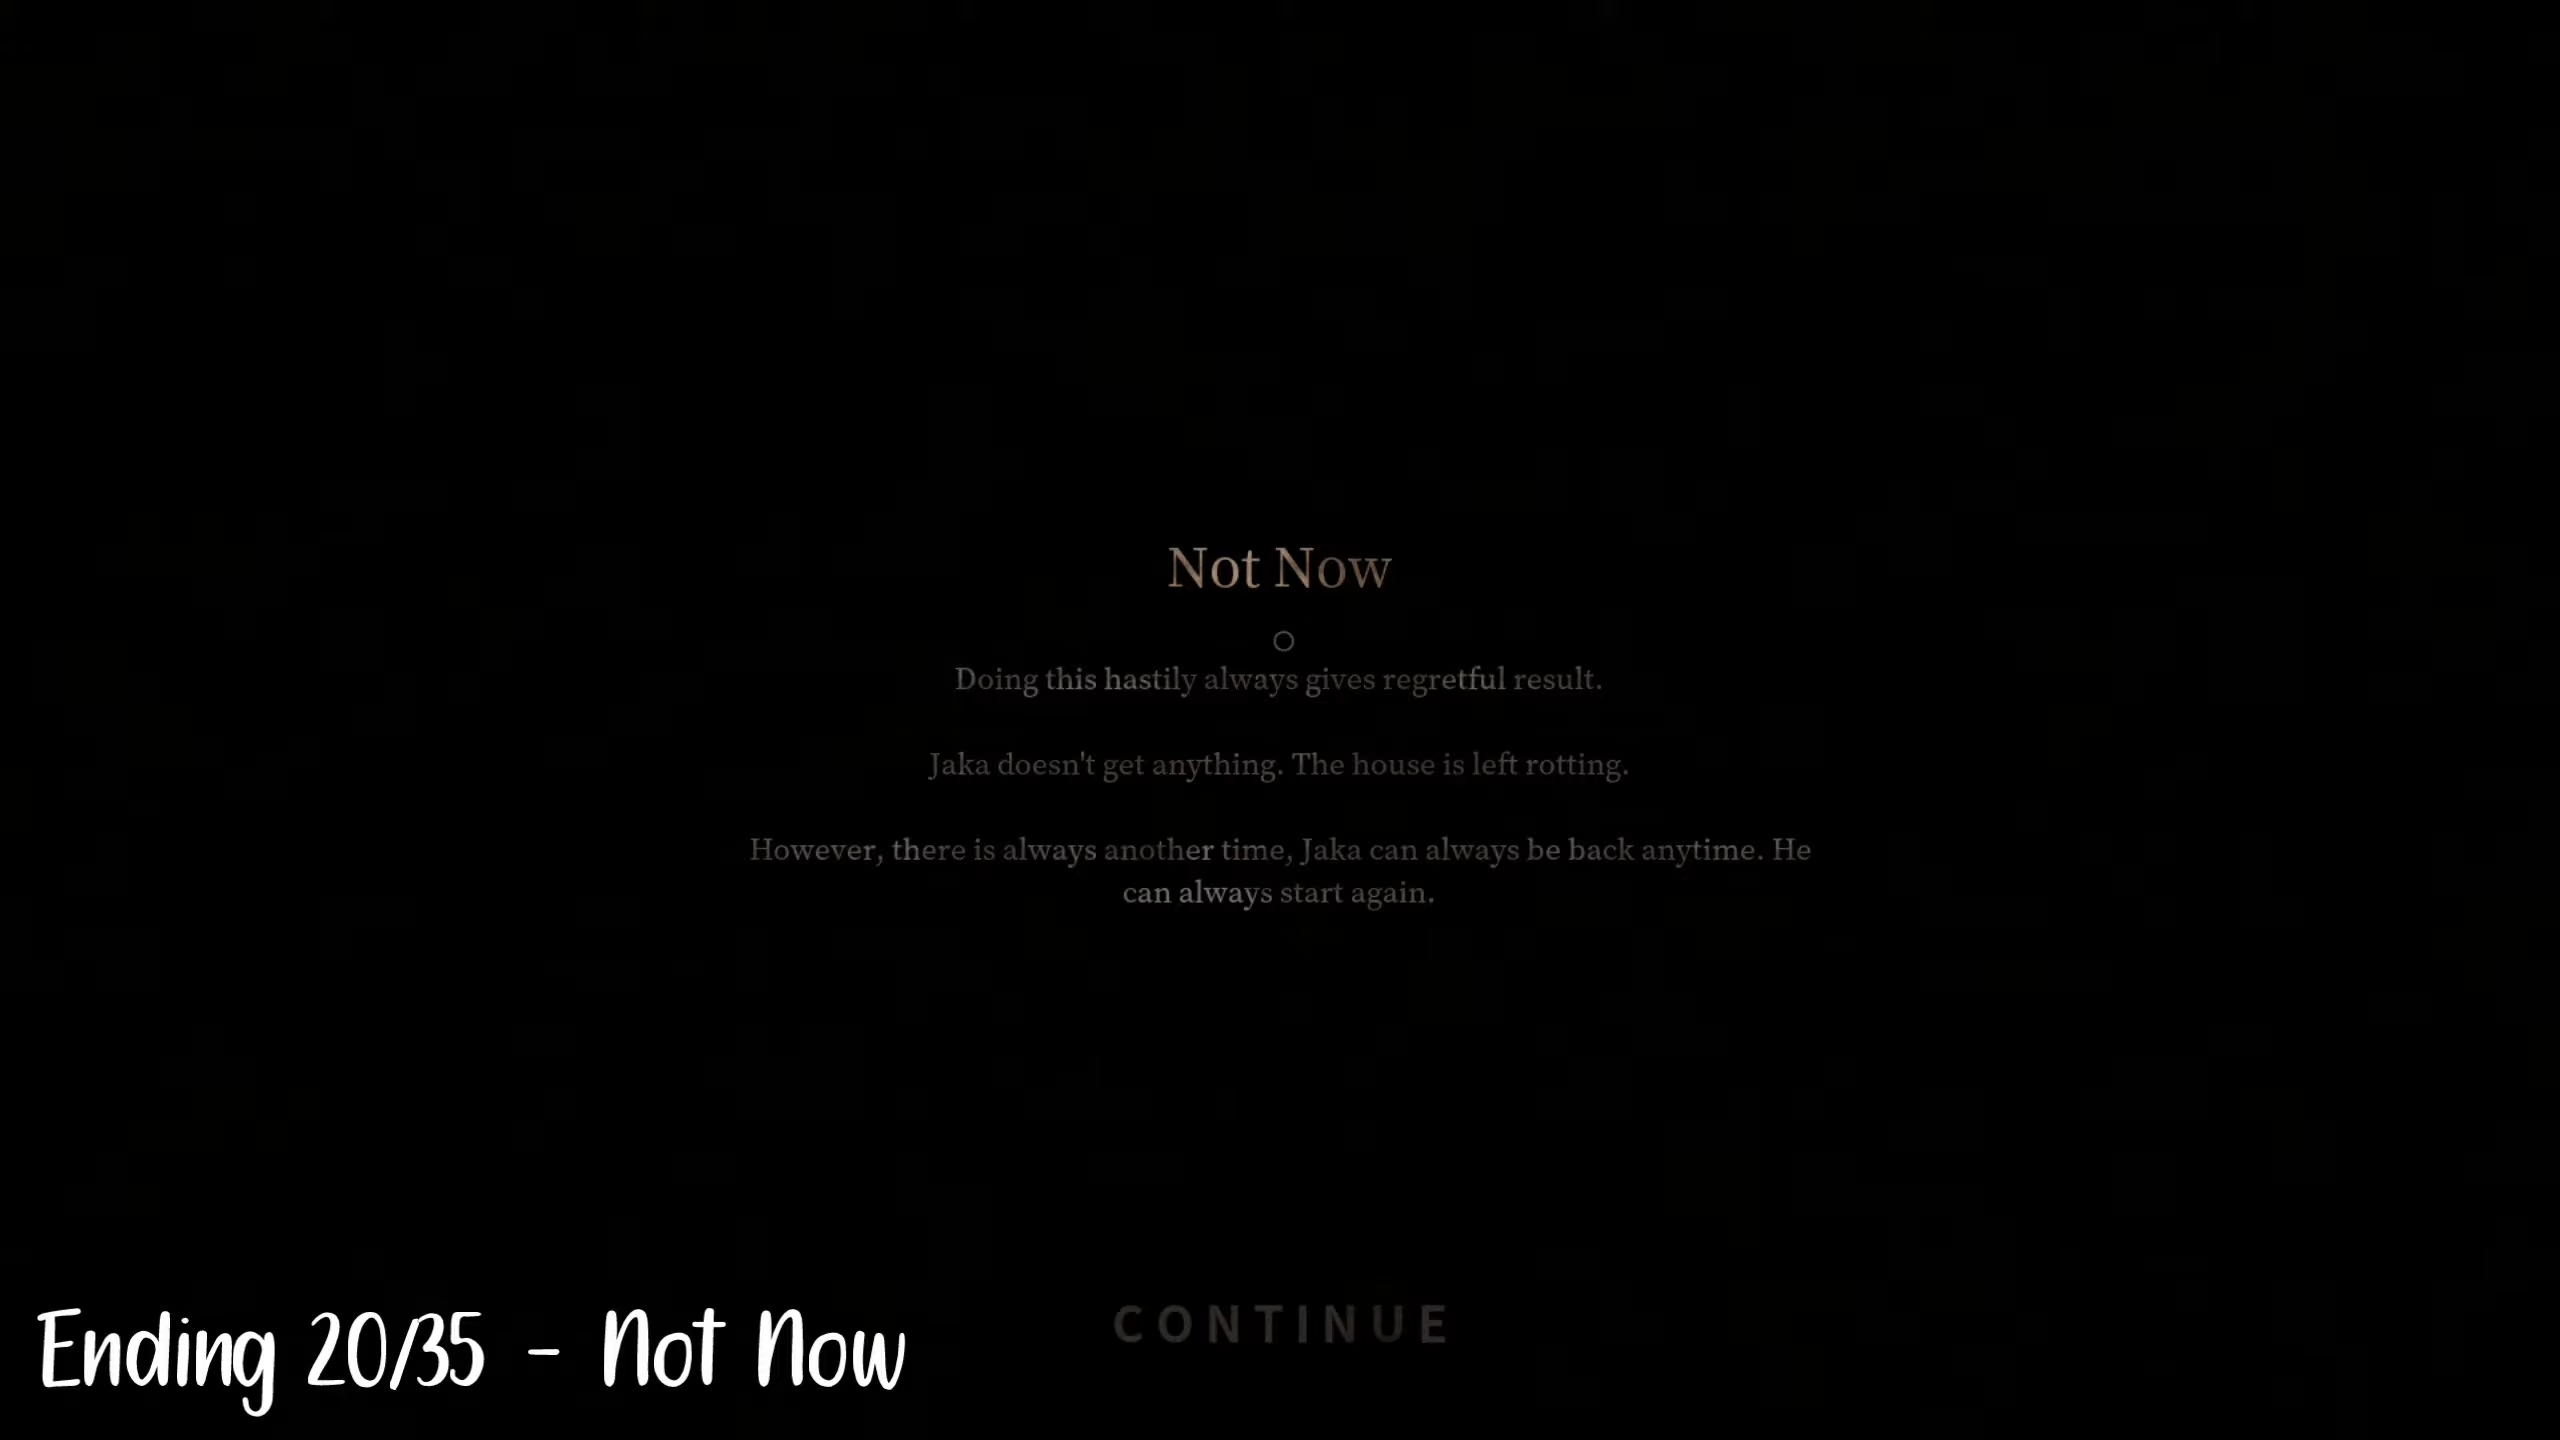 Not Now
Doing this hastily always gives regretful result.
Jaka doesn't get anything. The house is left rotting.
However, there is always another time, Jaka can always be back anytime. He
can always start again.
CONTINUE
Ending 20/35 - Not Now